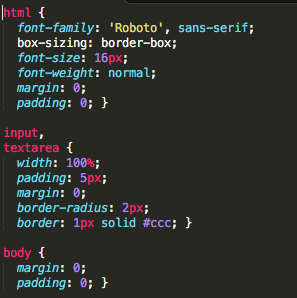 html {
font-family: 'Roboto', sans-serif;
box-sizing: border-box;
font-size: 16px;
font-weight: normal;
margin: 0;
padding: 0; }
input,
textarea {
width: 100%;
padding: 5px;
margin: 0;
border-radius: 2px;
border: 1px solid #ccc; }
body {
margin: 0;
padding: 0; }